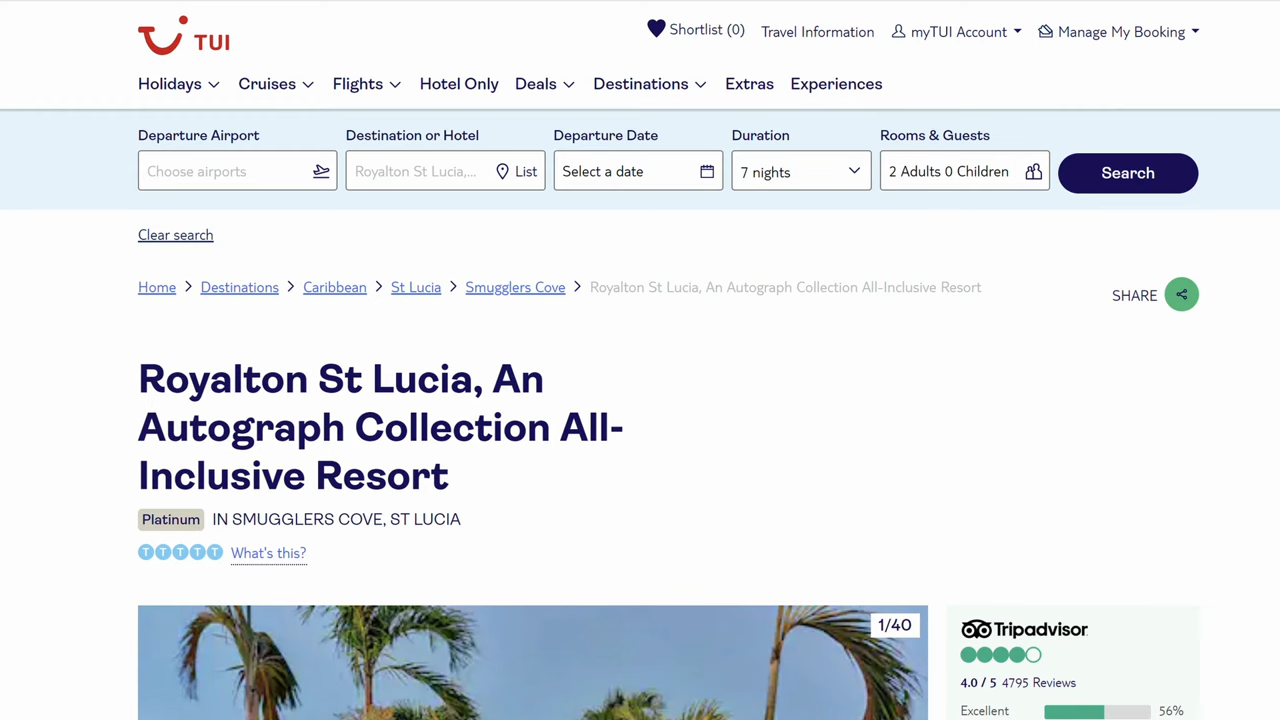 TUI
Shortlist (0) Travel Information myTUI Account Manage My Booking
Holidays Cruises Flights Hotel Only Deals Destinations Extras Experiences
Departure Airport Destination or Hotel Departure Date Duration Rooms & Guests
Choose airports Royalton St Lucia,... List Select a date 7 nights 2 Adults 0 Children Search
Clear search
Home Destinations Caribbean St Lucia Smugglers Cove Royalton St Lucia, An Autograph Collection All-Inclusive Resort
SHARE
Royalton St Lucia, An
Autograph Collection All-
Inclusive Resort
Platinum IN SMUGGLERS COVE, ST LUCIA
T T T T T What's this?
1/40
Tripadvisor
4.0 / 5 4795 Reviews
Excellent 56%